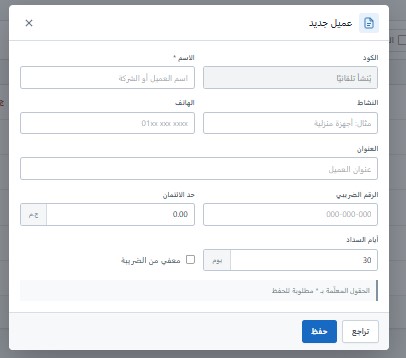 عميل جديد
الكود
الاسم *
يُنشأ تلقائيًا
اسم العميل أو الشركة
النشاط
الهاتف
مثال: أجهزة منزلية
01xx xxx xxxx
العنوان
عنوان العميل
الرقم الضريبي
حد الائتمان
000-000-000
0.00
ج.م
أيام السداد
30
يوم
معفي من الضريبة
الحقول المعلّمة بـ * مطلوبة للحفظ
تراجع
حفظ